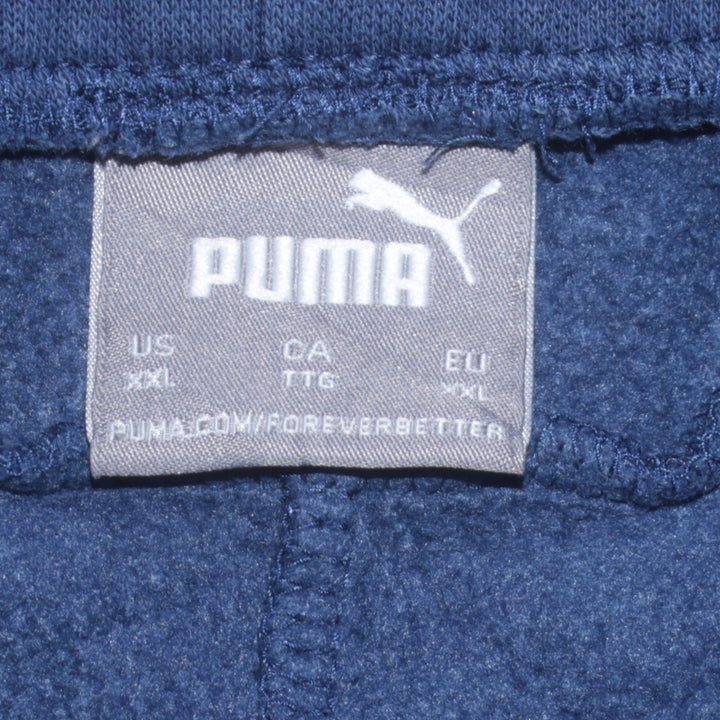 PUMA
US CA EU
XXL TTG XXL
PUMA.COM/FOREVERBETTER